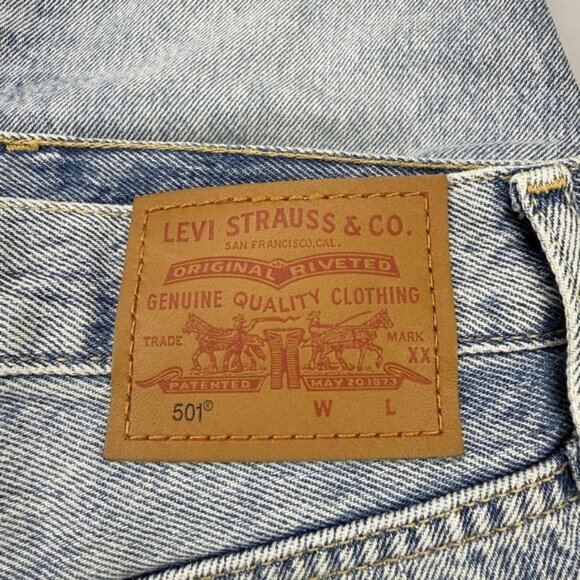 LEVI STRAUSS & CO.
SAN FRANCISCO, CAL.
ORIGINAL RIVETED
GENUINE QUALITY CLOTHING
TRADE MARK
XX
PATENTED MAY 20 1873
501® W L